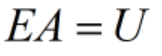 EA = U